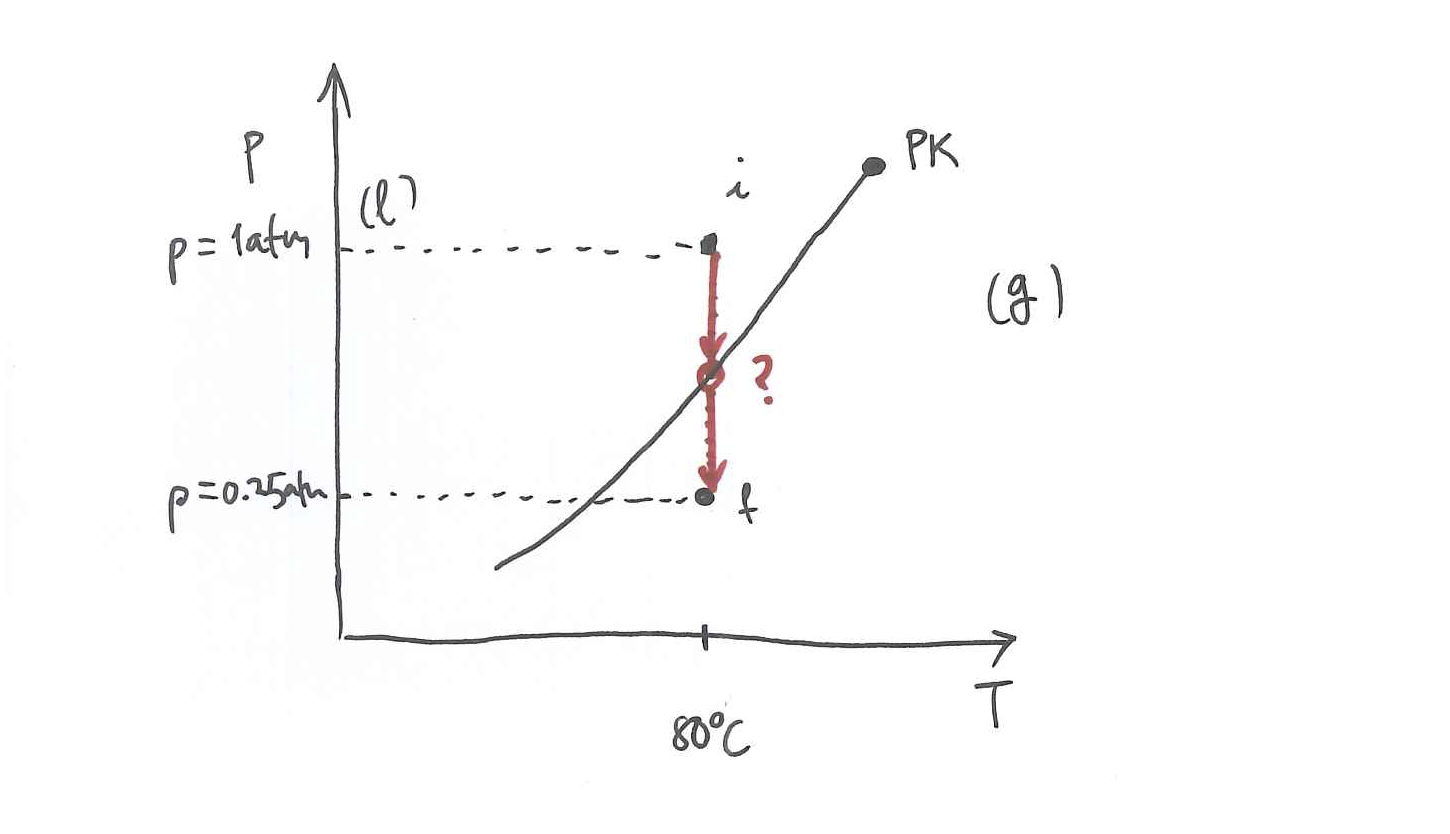 P
PK
i
(l)
p = 1atm
(g)
?
p = 0.25atm
f
T
80°C